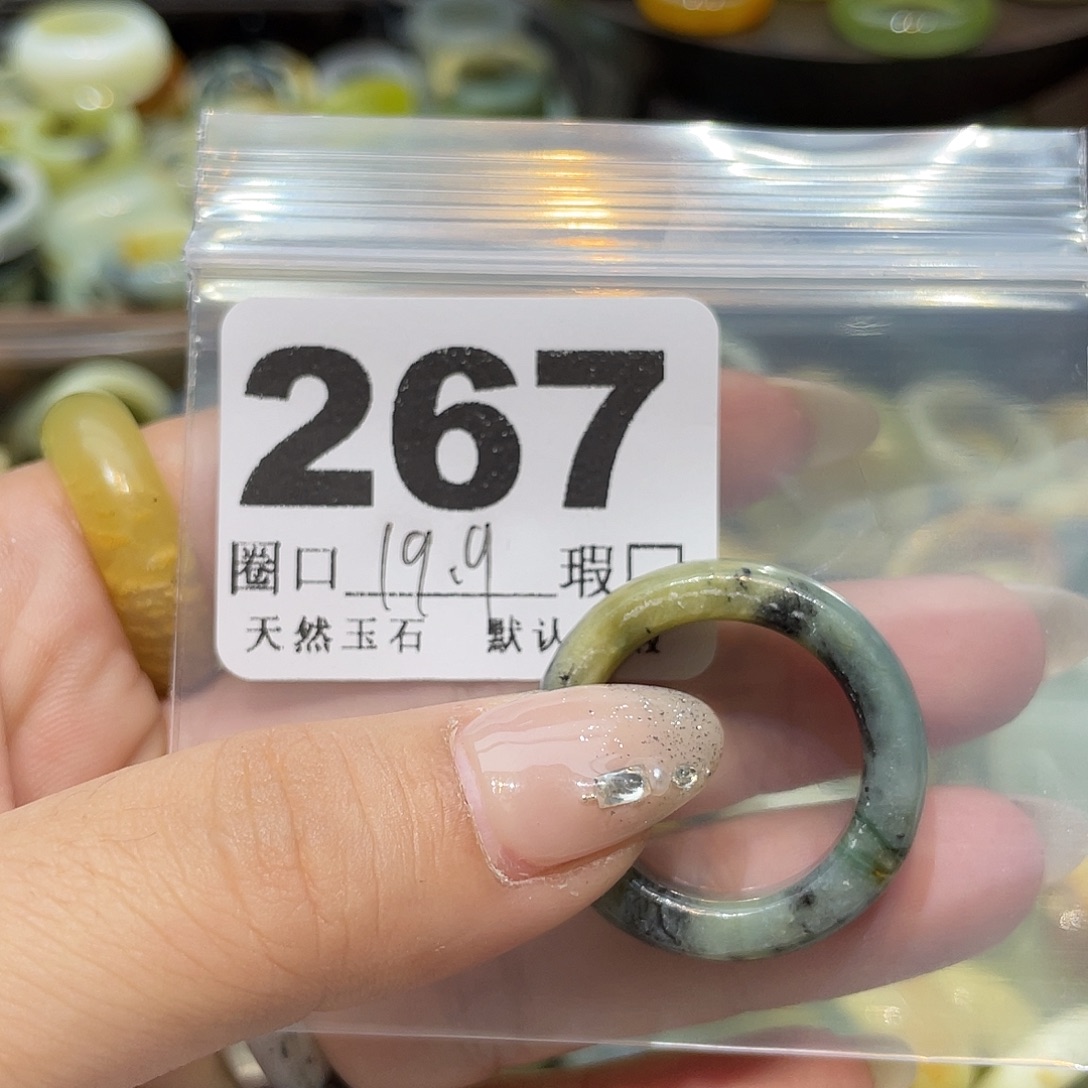 267
圈口 19.9 瑕□
天然玉石 默认